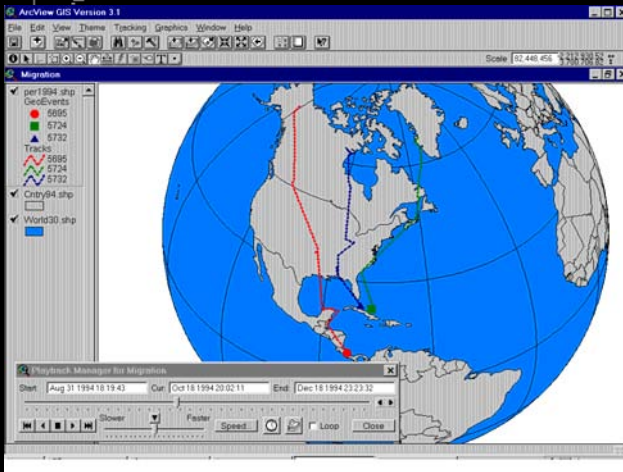 ArcView GIS Version 3.1
File Edit View Theme Tracking Graphics Window Help
Scale
Migration
per1994.shp
GeoEvents
5695
5724
5732
Tracks
5695
5724
5732
Cntry94.shp
World30.shp
Playback Manager for Migration
Start: Aug 31 1994 18:19:43 Cur: Oct 18 1994 20:02:11 End: Dec 18 1994 23:23:32
Slower Faster
Speed... Loop Close